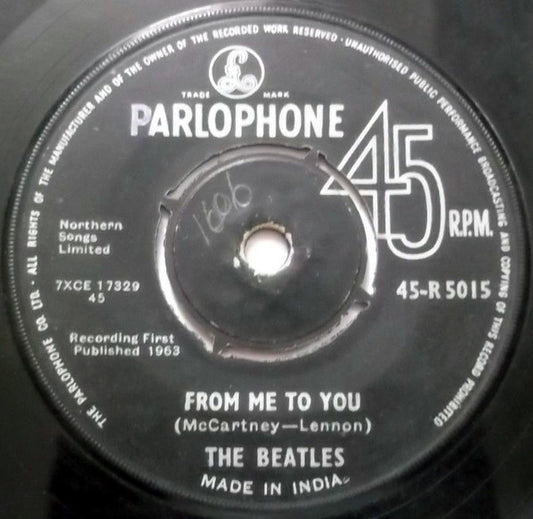 THE PARLOPHONE CO. LTD. · ALL RIGHTS OF THE MANUFACTURER AND OF THE OWNER OF THE RECORDED WORK RESERVED · UNAUTHORISED PUBLIC PERFORMANCE BROADCASTING AND COPYING OF THIS RECORD PROHIBITED
£
TRADE MARK
PARLOPHONE
45
R.P.M.
1606
Northern
Songs
Limited
7XCE 17329
45
45-R 5015
Recording First
Published 1963
FROM ME TO YOU
(McCartney—Lennon)
THE BEATLES
MADE IN INDIA